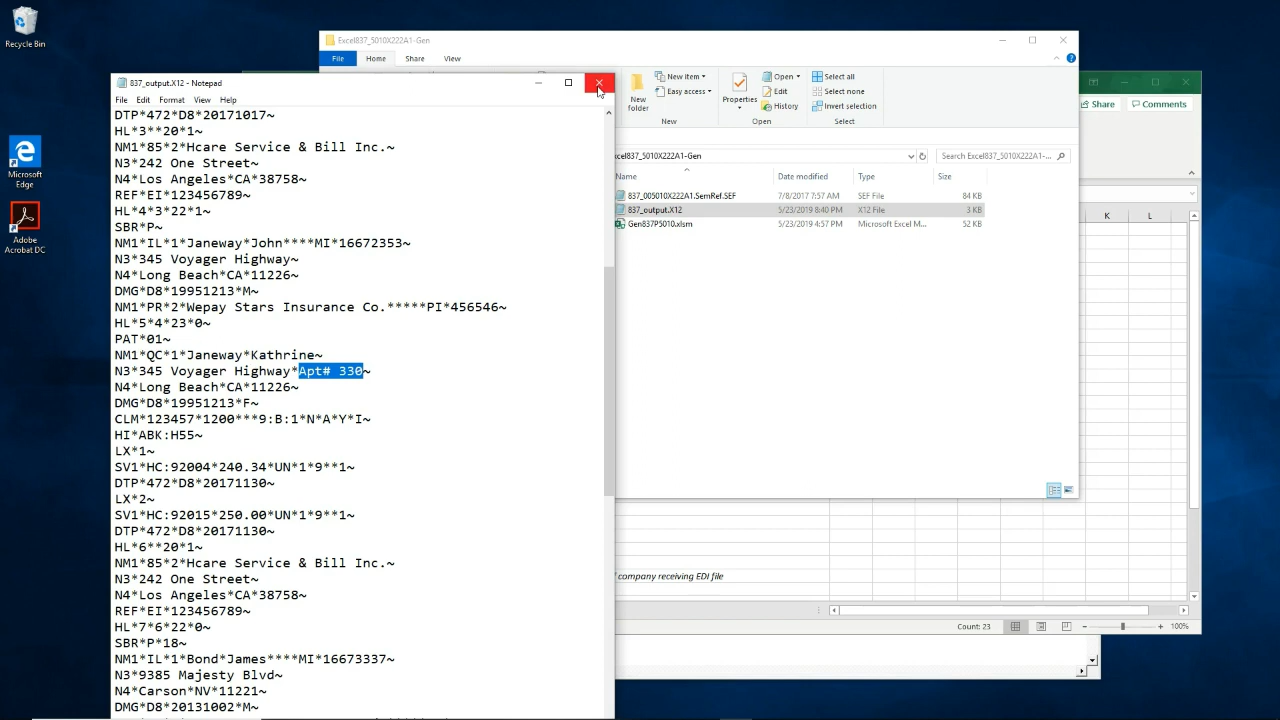 Recycle Bin
Microsoft
Edge
Adobe
Acrobat DC
837_output.X12 - Notepad
File Edit Format View Help
DTP*472*D8*20171017~
HL*3**20*1~
NM1*85*2*Hcare Service & Bill Inc.~
N3*242 One Street~
N4*Los Angeles*CA*38758~
REF*EI*123456789~
HL*4*3*22*1~
SBR*P~
NM1*IL*1*Janeway*John****MI*16672353~
N3*345 Voyager Highway~
N4*Long Beach*CA*11226~
DMG*D8*19951213*M~
NM1*PR*2*Wepay Stars Insurance Co.*****PI*456546~
HL*5*4*23*0~
PAT*01~
NM1*QC*1*Janeway*Kathrine~
N3*345 Voyager Highway*Apt# 330~
N4*Long Beach*CA*11226~
DMG*D8*19951213*F~
CLM*123457*1200***9:B:1*N*A*Y*I~
HI*ABK:H55~
LX*1~
SV1*HC:92004*240.34*UN*1*9**1~
DTP*472*D8*20171130~
LX*2~
SV1*HC:92015*250.00*UN*1*9**1~
DTP*472*D8*20171130~
HL*6**20*1~
NM1*85*2*Hcare Service & Bill Inc.~
N3*242 One Street~
N4*Los Angeles*CA*38758~
REF*EI*123456789~
HL*7*6*22*0~
SBR*P*18~
NM1*IL*1*Bond*James****MI*16673337~
N3*9385 Majesty Blvd~
N4*Carson*NV*11221~
DMG*D8*20131002*M~
Excel837_5010X222A1-Gen
File Home Share View
New
folder
New item
Easy access
New
Properties
Open
Edit
History
Open
Select all
Select none
Invert selection
Select
xcel837_5010X222A1-Gen
Search Excel837_5010X222A1-...
Name Date modified Type Size
837_005010X222A1.SemRef.SEF 7/8/2017 7:57 AM SEF File 84 KB
837_output.X12 5/23/2019 8:40 PM X12 File 3 KB
Gen837P5010.xlsm 5/23/2019 4:57 PM Microsoft Excel M... 52 KB
Share Comments
K L
company receiving EDI file
Count: 23 100%